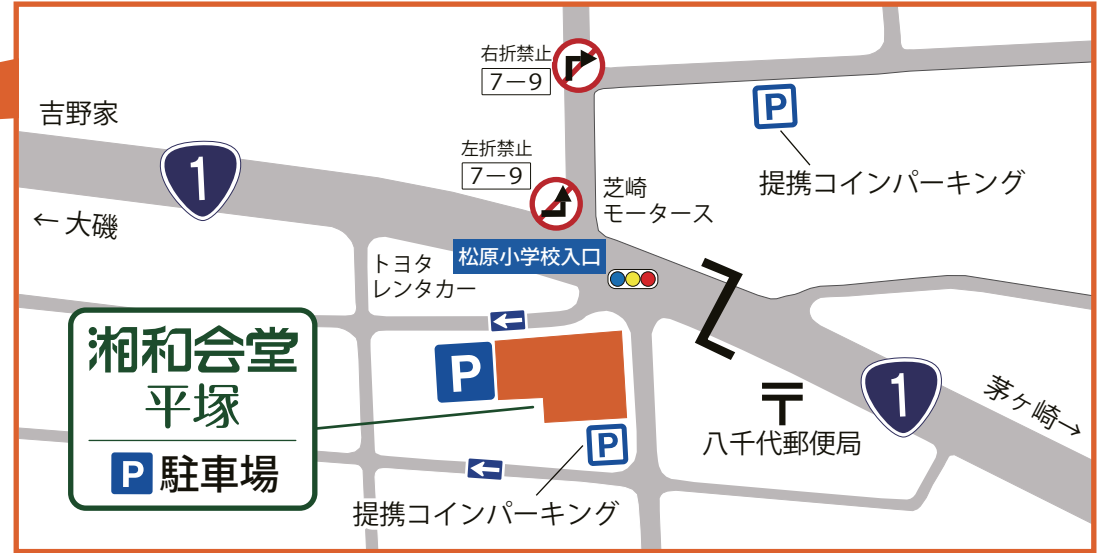 右折禁止
7－9
吉野家
P
1
左折禁止
7－9
芝崎
モータース
提携コインパーキング
← 大磯
松原小学校入口
トヨタ
レンタカー
←
湘和会堂
平塚
P 駐車場
P
1
茅ヶ崎→
〒
八千代郵便局
P
←
提携コインパーキング